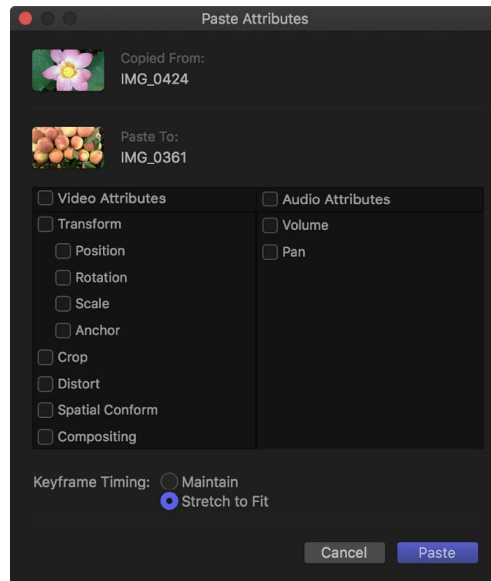 Paste Attributes
Copied From:
IMG_0424
Paste To:
IMG_0361
Video Attributes
Transform
Position
Rotation
Scale
Anchor
Crop
Distort
Spatial Conform
Compositing
Audio Attributes
Volume
Pan
Keyframe Timing: Maintain
Stretch to Fit
Cancel Paste